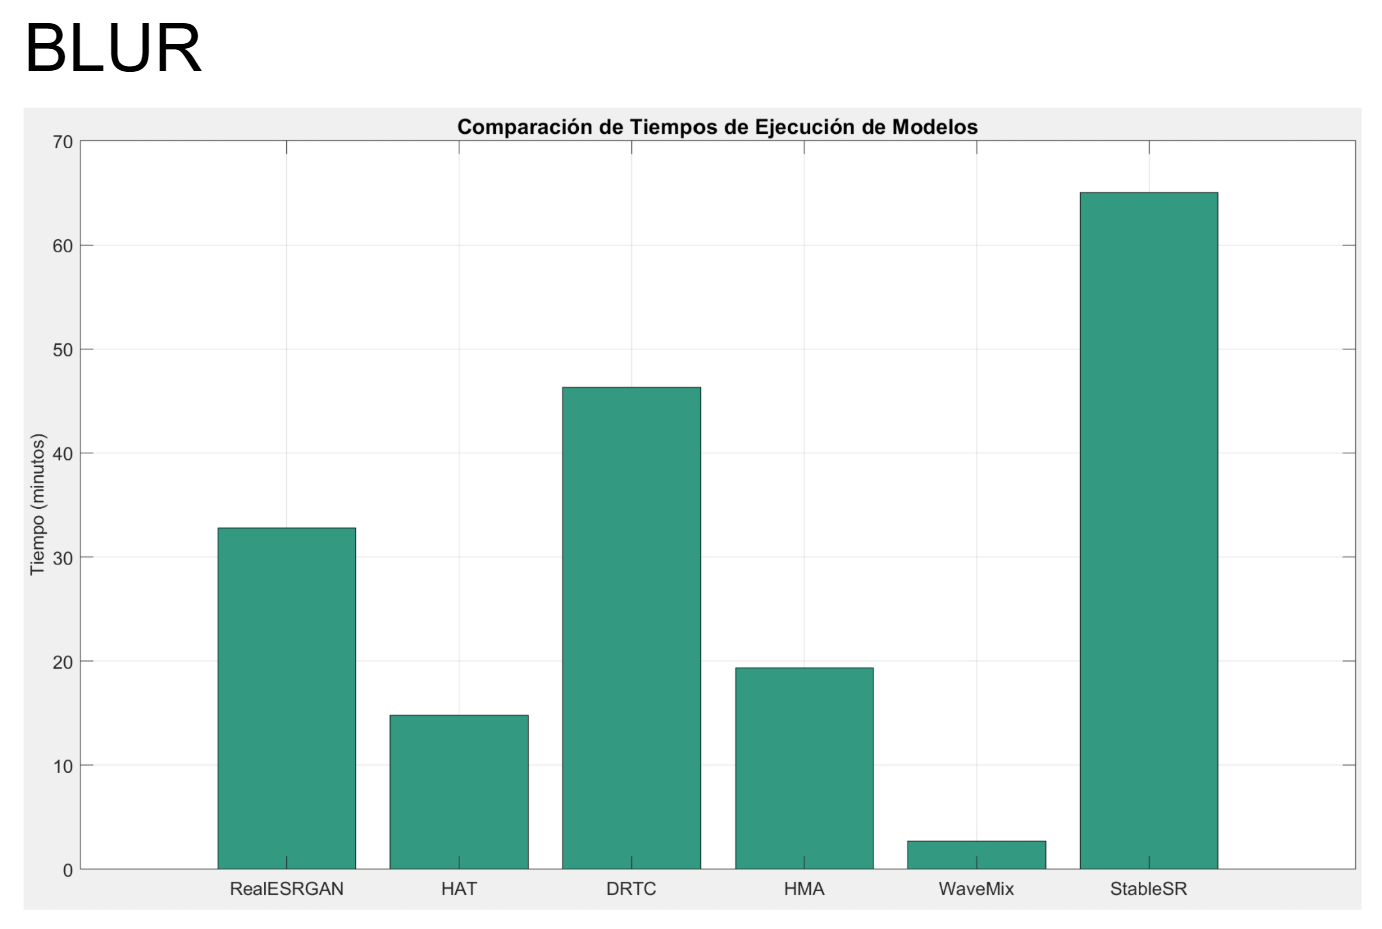 BLUR
Comparación de Tiempos de Ejecución de Modelos
70
60
50
40
30
20
10
0
Tiempo (minutos)
RealESRGAN HAT DRTC HMA WaveMix StableSR